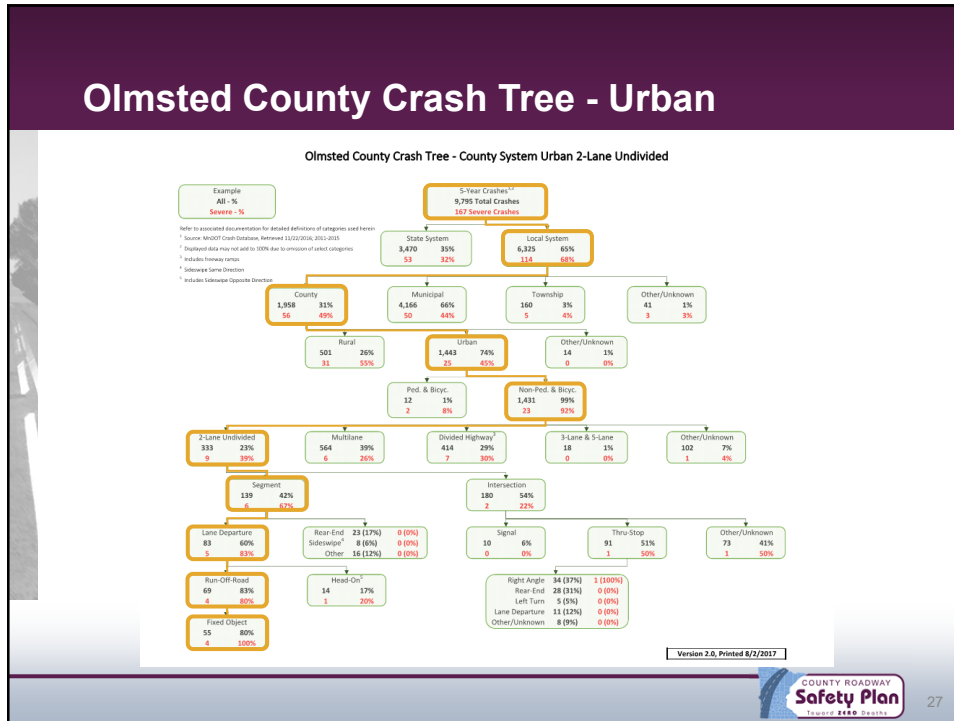 Olmsted County Crash Tree - Urban
Olmsted County Crash Tree - County System Urban 2-Lane Undivided
Example
All - %
Severe - %
Refer to associated documentation for detailed definitions of categories used herein
1 Source: MnDOT Crash Database, Retrieved 11/22/2016; 2011-2015
2 Displayed data may not add to 100% due to omission of select categories
3 Includes freeway ramps
4 Sideswipe Same Direction
5 Includes Sideswipe Opposite Direction
5-Year Crashes1,2
9,795 Total Crashes
167 Severe Crashes
State System
3,470 35%
53 32%
Local System
6,325 65%
114 68%
County
1,958 31%
56 49%
Municipal
4,166 66%
50 44%
Township
160 3%
5 4%
Other/Unknown
41 1%
3 3%
Rural
501 26%
31 55%
Urban
1,443 74%
25 45%
Other/Unknown
14 1%
0 0%
Ped. & Bicyc.
12 1%
2 8%
Non-Ped. & Bicyc.
1,431 99%
23 92%
2-Lane Undivided
333 23%
9 39%
Multilane
564 39%
6 26%
Divided Highway3
414 29%
7 30%
3-Lane & 5-Lane
18 1%
0 0%
Other/Unknown
102 7%
1 4%
Segment
139 42%
6 67%
Intersection
180 54%
2 22%
Lane Departure
83 60%
5 83%
Rear-End 23 (17%) 0 (0%)
Sideswipe4 8 (6%) 0 (0%)
Other 16 (12%) 0 (0%)
Signal
10 6%
0 0%
Thru-Stop
91 51%
1 50%
Other/Unknown
73 41%
1 50%
Run-Off-Road
69 83%
4 80%
Head-On5
14 17%
1 20%
Right Angle 34 (37%) 1 (100%)
Rear-End 28 (31%) 0 (0%)
Left Turn 5 (5%) 0 (0%)
Lane Departure 11 (12%) 0 (0%)
Other/Unknown 8 (9%) 0 (0%)
Fixed Object
55 80%
4 100%
Version 2.0, Printed 8/2/2017
COUNTY ROADWAY
Safety Plan
Toward ZERO Deaths
27